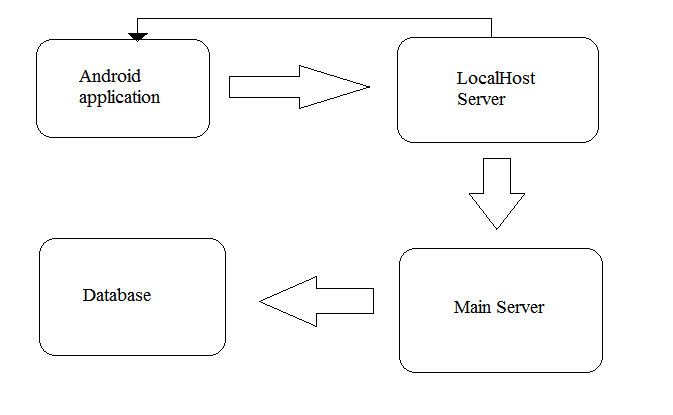 Android
application
LocalHost
Server
Database
Main Server